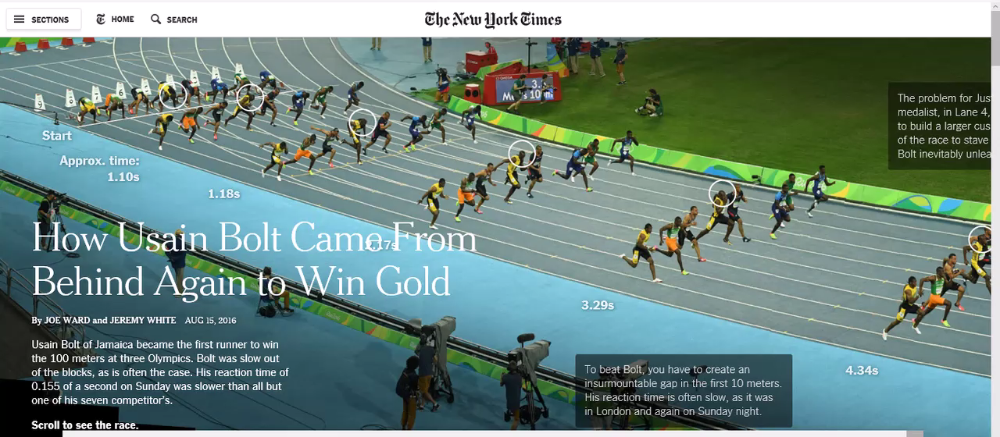 SECTIONS
HOME
SEARCH
The New York Times
The problem for Jus
medalist, in Lane 4,
to build a larger cus
of the race to stave
Bolt inevitably unlea
9
7
6
5
Start
Approx. time:
1.10s
1.18s
3.29s
4.34s
How Usain Bolt Came From
Behind Again to Win Gold
By JOE WARD and JEREMY WHITE AUG 15, 2016
Usain Bolt of Jamaica became the first runner to win
the 100 meters at three Olympics. Bolt was slow out
of the blocks, as is often the case. His reaction time of
0.155 of a second on Sunday was slower than all but
one of his seven competitor's.
Scroll to see the race.
To beat Bolt, you have to create an
insurmountable gap in the first 10 meters.
His reaction time is often slow, as it was
in London and again on Sunday night.